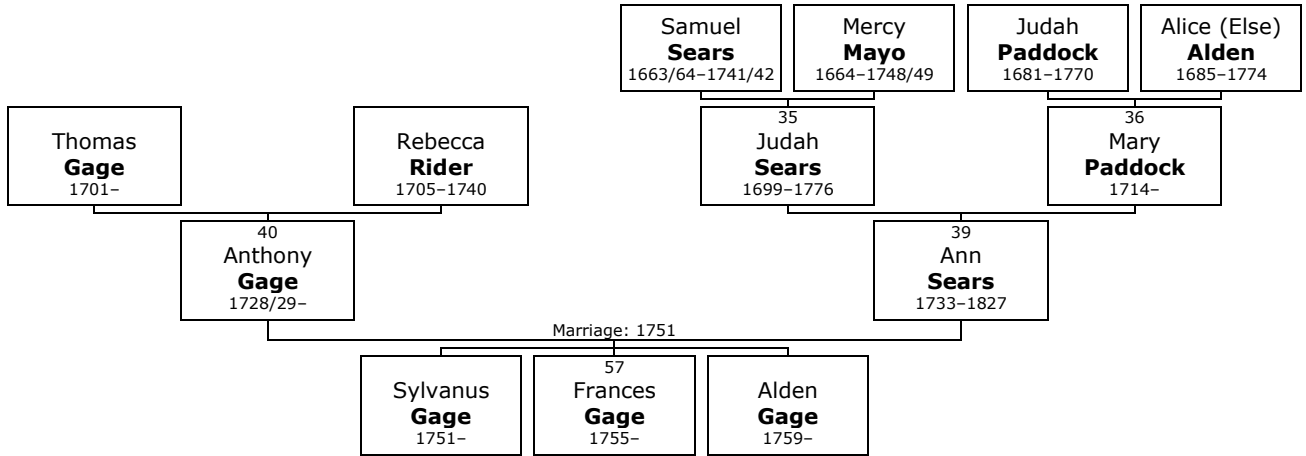 Samuel
Sears
1663/64–1741/42
Mercy
Mayo
1664–1748/49
Judah
Paddock
1681–1770
Alice (Else)
Alden
1685–1774
Thomas
Gage
1701–
Rebecca
Rider
1705–1740
35
Judah
Sears
1699–1776
36
Mary
Paddock
1714–
40
Anthony
Gage
1728/29–
39
Ann
Sears
1733–1827
Marriage: 1751
Sylvanus
Gage
1751–
57
Frances
Gage
1755–
Alden
Gage
1759–